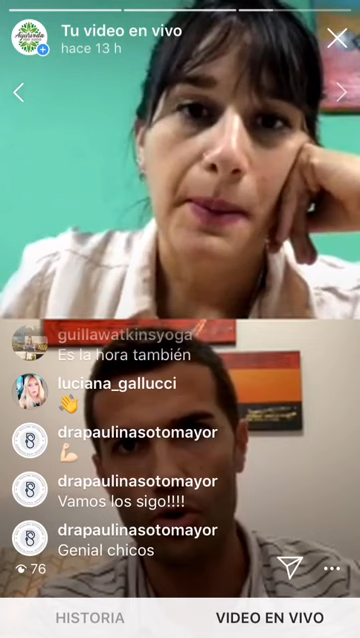 Tu video en vivo
hace 13 h
guillawatkinsyoga
Es la hora también
luciana_gallucci
👋
drapaulinasotomayor
💪🏻
drapaulinasotomayor
Vamos los sigo!!!!
drapaulinasotomayor
Genial chicos
76
HISTORIA
VIDEO EN VIVO